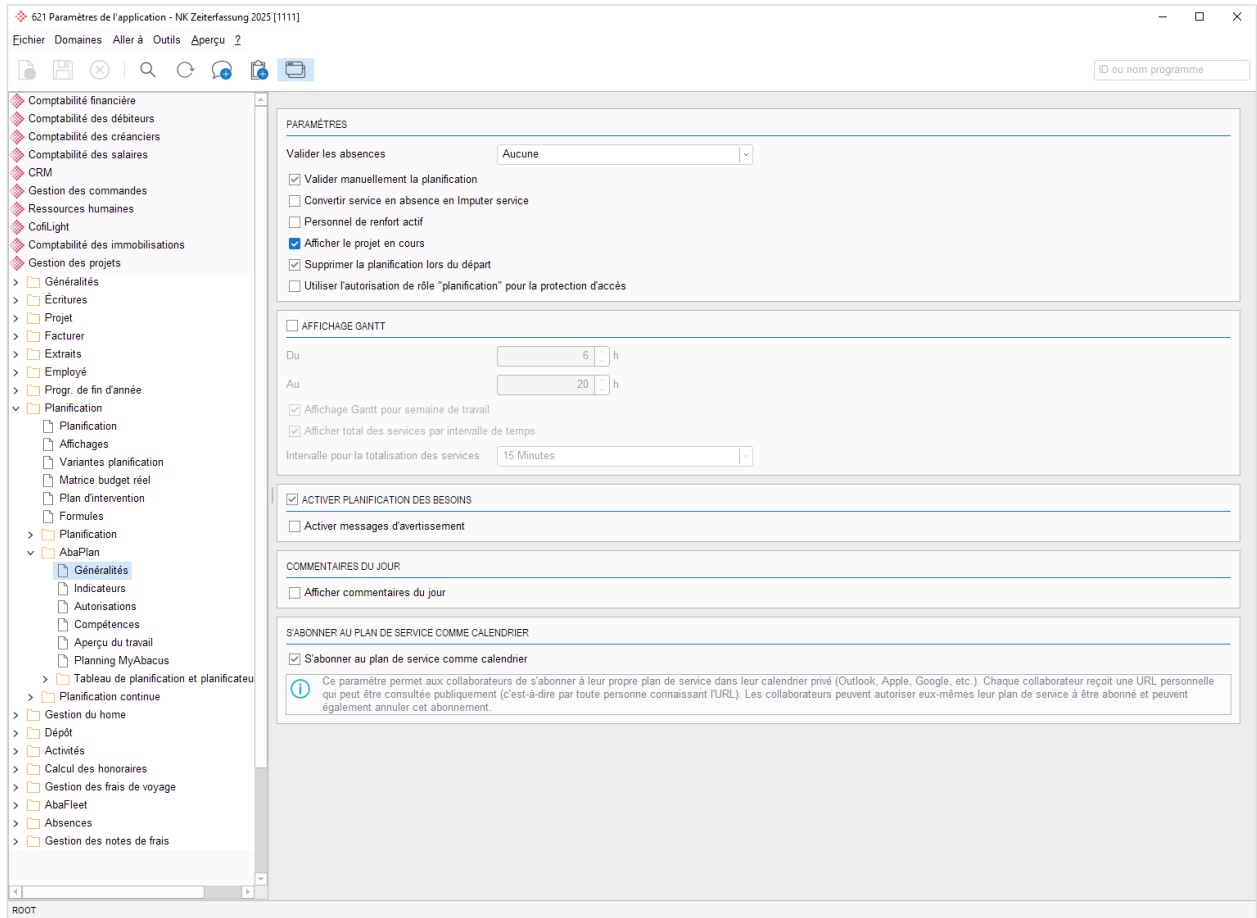 621 Paramètres de l'application - NK Zeiterfassung 2025 [1111]
Fichier Domaines Aller à Outils Aperçu ?
ID ou nom programme
Comptabilité financière
Comptabilité des débiteurs
Comptabilité des créanciers
Comptabilité des salaires
CRM
Gestion des commandes
Ressources humaines
CofiLight
Comptabilité des immobilisations
Gestion des projets
Généralités
Écritures
Projet
Facturer
Extraits
Employé
Progr. de fin d'année
Planification
Planification
Affichages
Variantes planification
Matrice budget réel
Plan d'intervention
Formules
Planification
AbaPlan
Généralités
Indicateurs
Autorisations
Compétences
Aperçu du travail
Planning MyAbacus
Tableau de planification et planificateu
Planification continue
Gestion du home
Dépôt
Activités
Calcul des honoraires
Gestion des frais de voyage
AbaFleet
Absences
Gestion des notes de frais
PARAMÈTRES
Valider les absences Aucune
Valider manuellement la planification
Convertir service en absence en Imputer service
Personnel de renfort actif
Afficher le projet en cours
Supprimer la planification lors du départ
Utiliser l'autorisation de rôle "planification" pour la protection d'accès
AFFICHAGE GANTT
Du 6 h
Au 20 h
Affichage Gantt pour semaine de travail
Afficher total des services par intervalle de temps
Intervalle pour la totalisation des services 15 Minutes
ACTIVER PLANIFICATION DES BESOINS
Activer messages d'avertissement
COMMENTAIRES DU JOUR
Afficher commentaires du jour
S'ABONNER AU PLAN DE SERVICE COMME CALENDRIER
S'abonner au plan de service comme calendrier
Ce paramètre permet aux collaborateurs de s'abonner à leur propre plan de service dans leur calendrier privé (Outlook, Apple, Google, etc.). Chaque collaborateur reçoit une URL personnelle
qui peut être consultée publiquement (c'est-à-dire par toute personne connaissant l'URL). Les collaborateurs peuvent autoriser eux-mêmes leur plan de service à être abonné et peuvent
également annuler cet abonnement.
ROOT